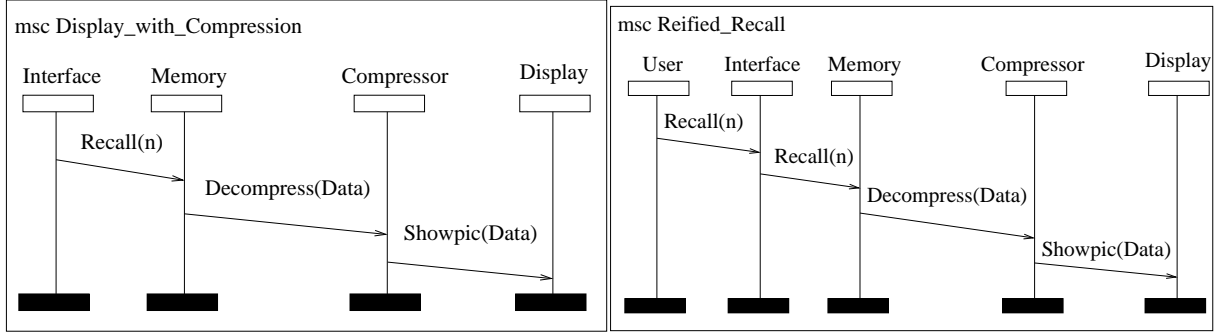 msc Display_with_Compression
Interface Memory Compressor Display
Recall(n)
Decompress(Data)
Showpic(Data)
msc Reified_Recall
User Interface Memory Compressor Display
Recall(n)
Recall(n)
Decompress(Data)
Showpic(Data)